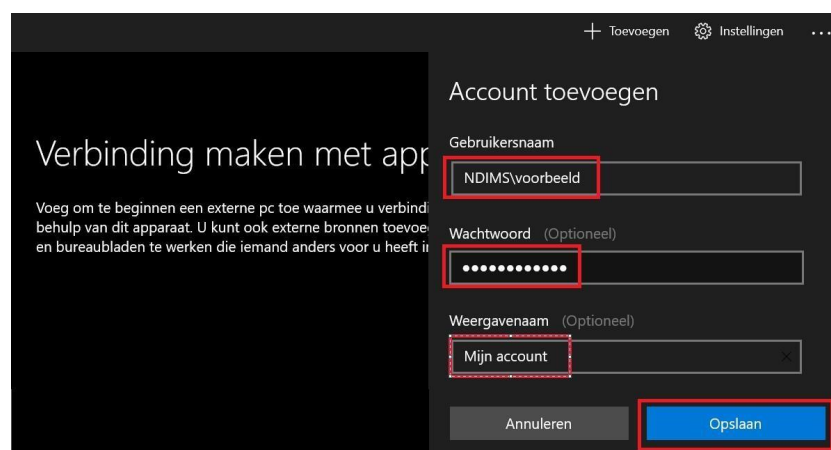 Toevoegen
Instellingen
...
Account toevoegen
Verbinding maken met app
Voeg om te beginnen een externe pc toe waarmee u verbindi
behulp van dit apparaat. U kunt ook externe bronnen toevoe
en bureaubladen te werken die iemand anders voor u heeft i
Gebruikersnaam
NDIMS\voorbeeld
Wachtwoord (Optioneel)
••••••••••••
Weergavenaam (Optioneel)
Mijn account
Annuleren
Opslaan